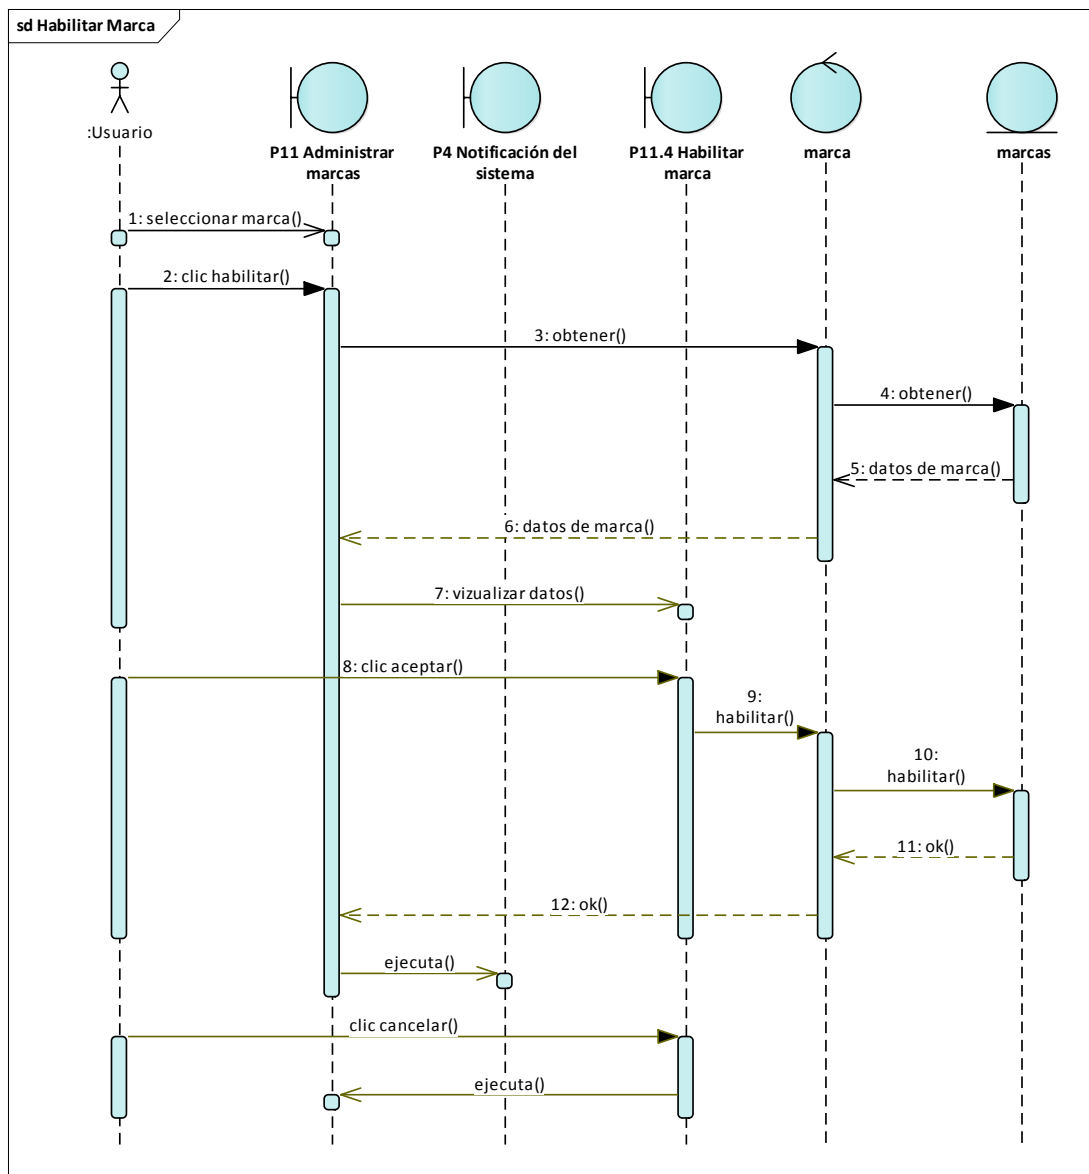 sd Habilitar Marca
:Usuario
P11 Administrar
marcas
P4 Notificación del
sistema
P11.4 Habilitar
marca
marca
marcas
1: seleccionar marca()
2: clic habilitar()
3: obtener()
4: obtener()
5: datos de marca()
6: datos de marca()
7: vizualizar datos()
8: clic aceptar()
9:
habilitar()
10:
habilitar()
11: ok()
12: ok()
ejecuta()
clic cancelar()
ejecuta()